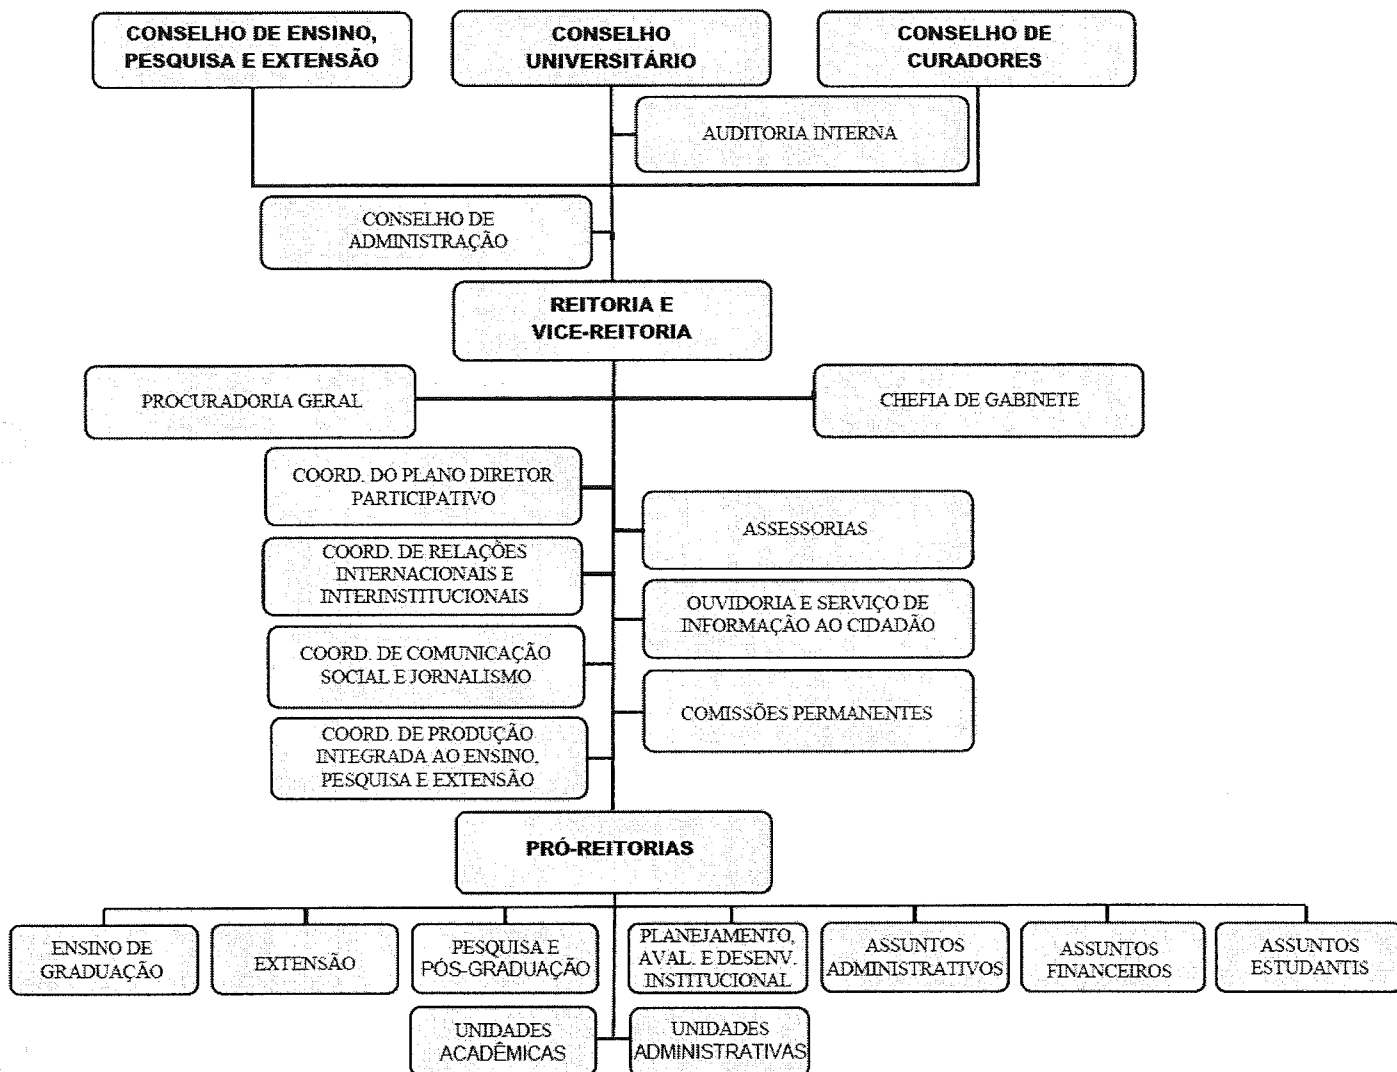 CONSELHO DE ENSINO,
PESQUISA E EXTENSÃO
CONSELHO
UNIVERSITÁRIO
CONSELHO DE
CURADORES
AUDITORIA INTERNA
CONSELHO DE
ADMINISTRAÇÃO
REITORIA E
VICE-REITORIA
PROCURADORIA GERAL
CHEFIA DE GABINETE
COORD. DO PLANO DIRETOR
PARTICIPATIVO
ASSESSORIAS
COORD. DE RELAÇÕES
INTERNACIONAIS E
INTERINSTITUCIONAIS
OUVIDORIA E SERVIÇO DE
INFORMAÇÃO AO CIDADÃO
COORD. DE COMUNICAÇÃO
SOCIAL E JORNALISMO
COMISSÕES PERMANENTES
COORD. DE PRODUÇÃO
INTEGRADA AO ENSINO,
PESQUISA E EXTENSÃO
PRÓ-REITORIAS
ENSINO DE
GRADUAÇÃO
EXTENSÃO
PESQUISA E
PÓS-GRADUAÇÃO
PLANEJAMENTO,
AVAL. E DESENV.
INSTITUCIONAL
ASSUNTOS
ADMINISTRATIVOS
ASSUNTOS
FINANCEIROS
ASSUNTOS
ESTUDANTIS
UNIDADES
ACADÊMICAS
UNIDADES
ADMINISTRATIVAS